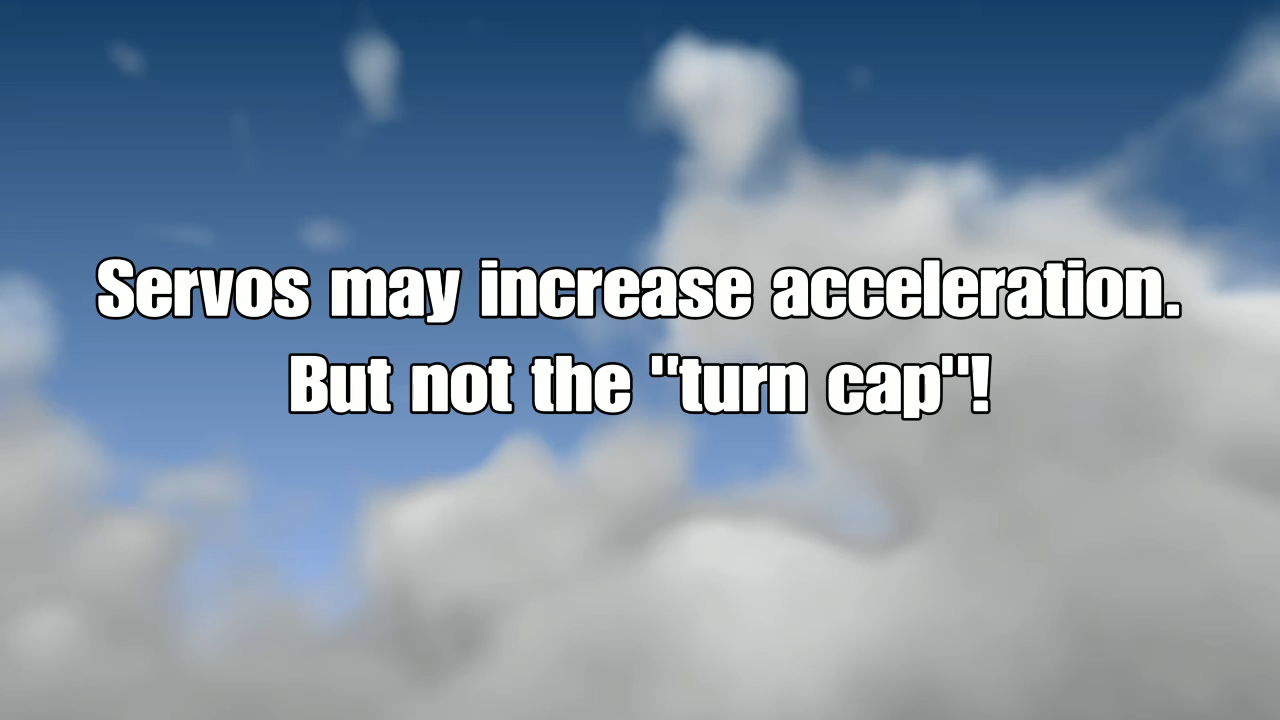 Servos may increase acceleration.
But not the "turn cap"!